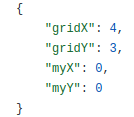 {
"gridX": 4,
"gridY": 3,
"myX": 0,
"myY": 0
}